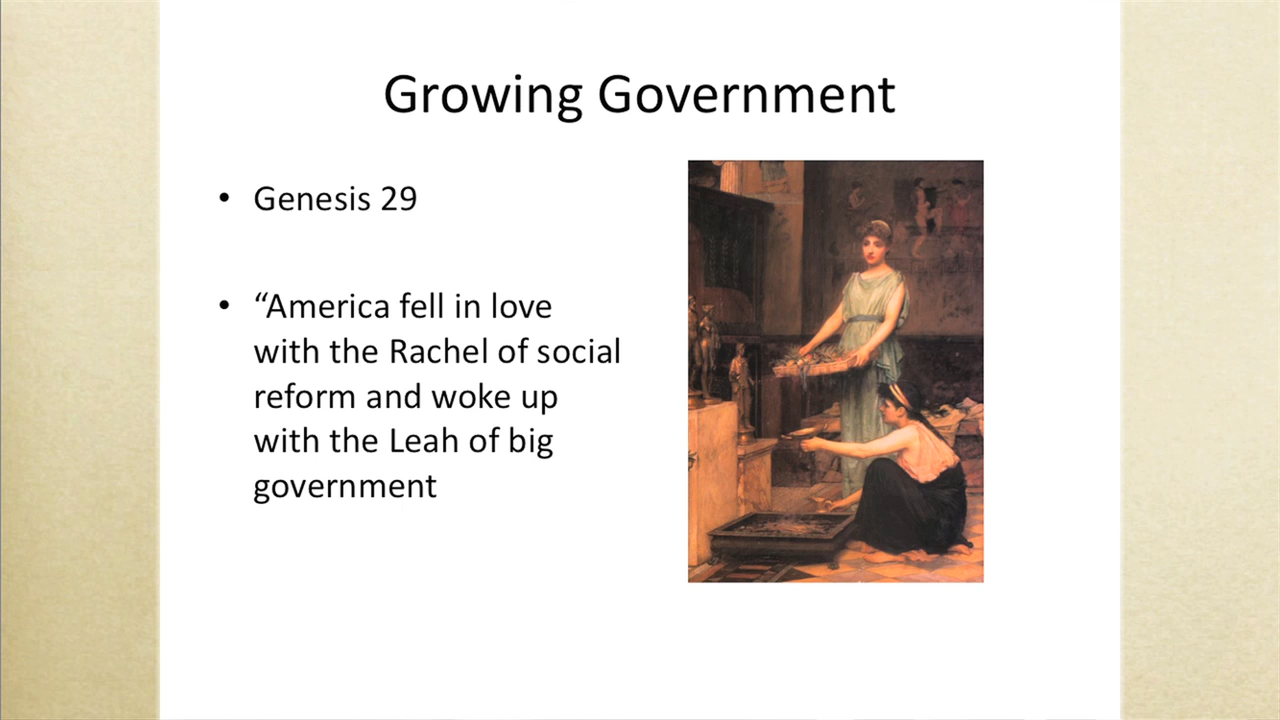 Growing Government
• Genesis 29
• “America fell in love
with the Rachel of social
reform and woke up
with the Leah of big
government